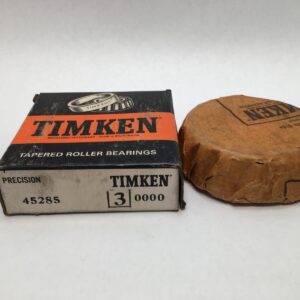 TIMKEN
TAPERED ROLLER BEARINGS
PRECISION
TIMKEN
45285
3 0000